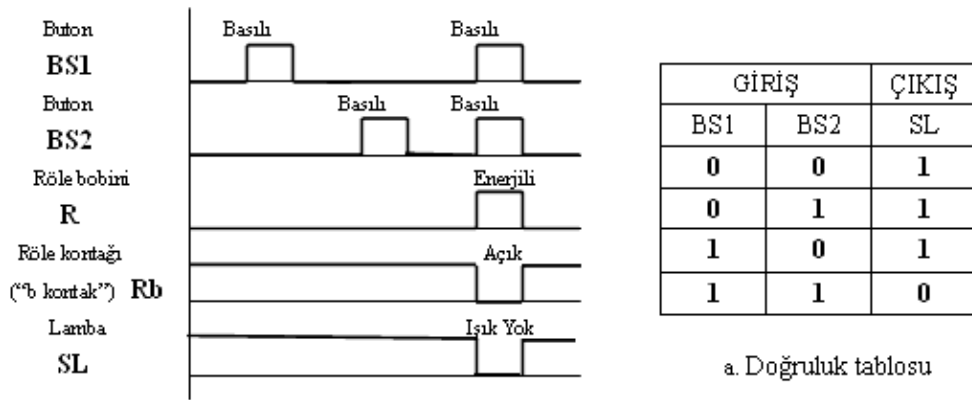 Buton
BS1
Basılı
Basılı
Buton
BS2
Basılı
Basılı
Röle bobini
R
Enerjili
Röle kontağı
("b kontak") Rb
Açık
Lamba
SL
Işık Yok
GİRİŞ ÇIKIŞ
BS1 BS2 SL
0 0 1
0 1 1
1 0 1
1 1 0
a. Doğruluk tablosu